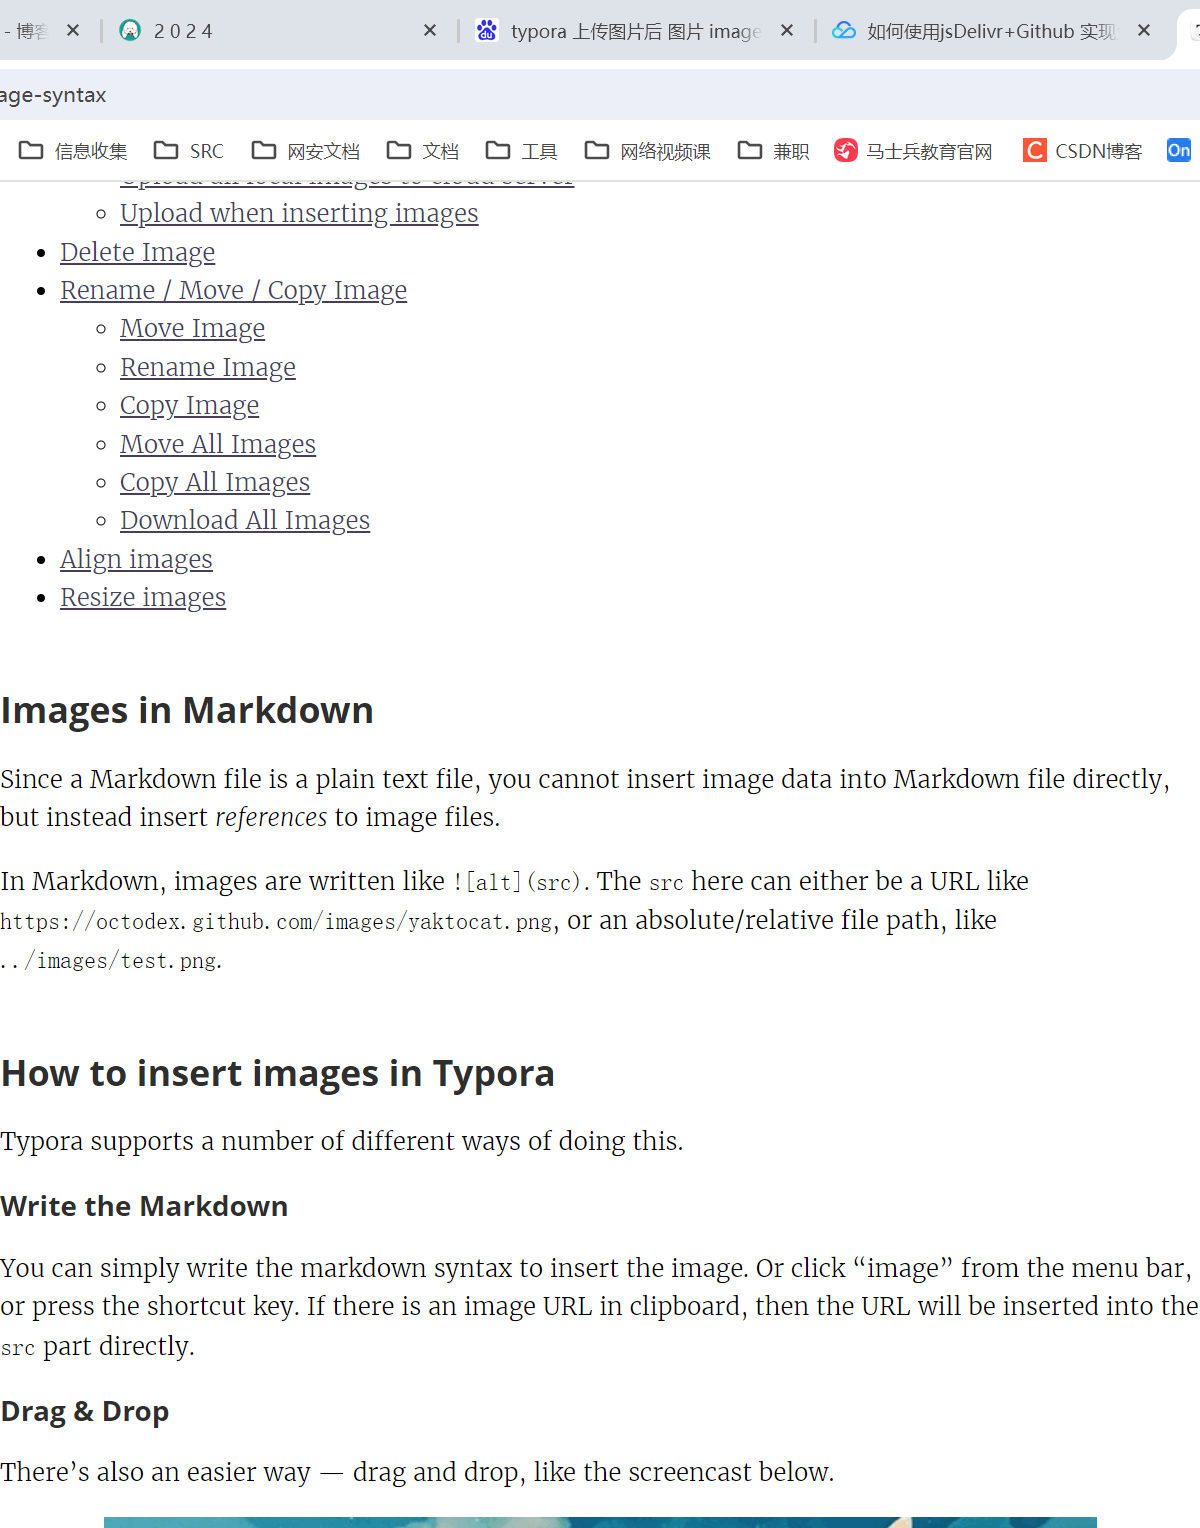 - 博客
2 0 2 4
typora 上传图片后 图片 image
如何使用jsDelivr+Github 实现
age-syntax
信息收集 SRC 网安文档 文档 工具 网络视频课 兼职 马士兵教育官网 CSDN博客 On
Upload all local images to cloud server
Upload when inserting images
Delete Image
Rename / Move / Copy Image
Move Image
Rename Image
Copy Image
Move All Images
Copy All Images
Download All Images
Align images
Resize images
Images in Markdown
Since a Markdown file is a plain text file, you cannot insert image data into Markdown file directly,
but instead insert references to image files.
In Markdown, images are written like ![alt](src). The src here can either be a URL like
https://octodex.github.com/images/yaktocat.png, or an absolute/relative file path, like
../images/test.png.
How to insert images in Typora
Typora supports a number of different ways of doing this.
Write the Markdown
You can simply write the markdown syntax to insert the image. Or click “image” from the menu bar,
or press the shortcut key. If there is an image URL in clipboard, then the URL will be inserted into the
src part directly.
Drag & Drop
There’s also an easier way — drag and drop, like the screencast below.